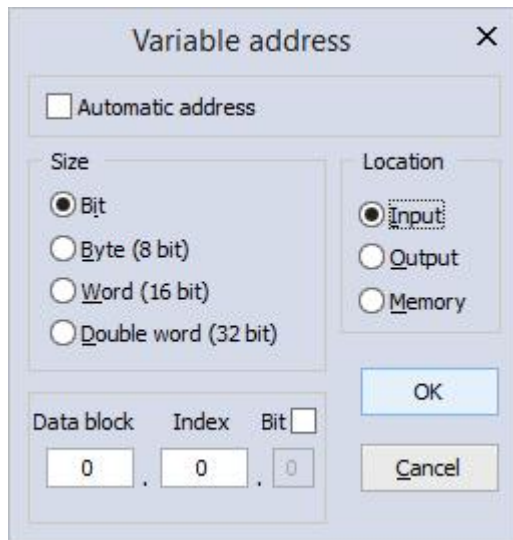 Variable address
Automatic address
Size
Bit
Byte (8 bit)
Word (16 bit)
Double word (32 bit)
Location
Input
Output
Memory
Data block Index Bit
0 . 0 . 0
OK
Cancel